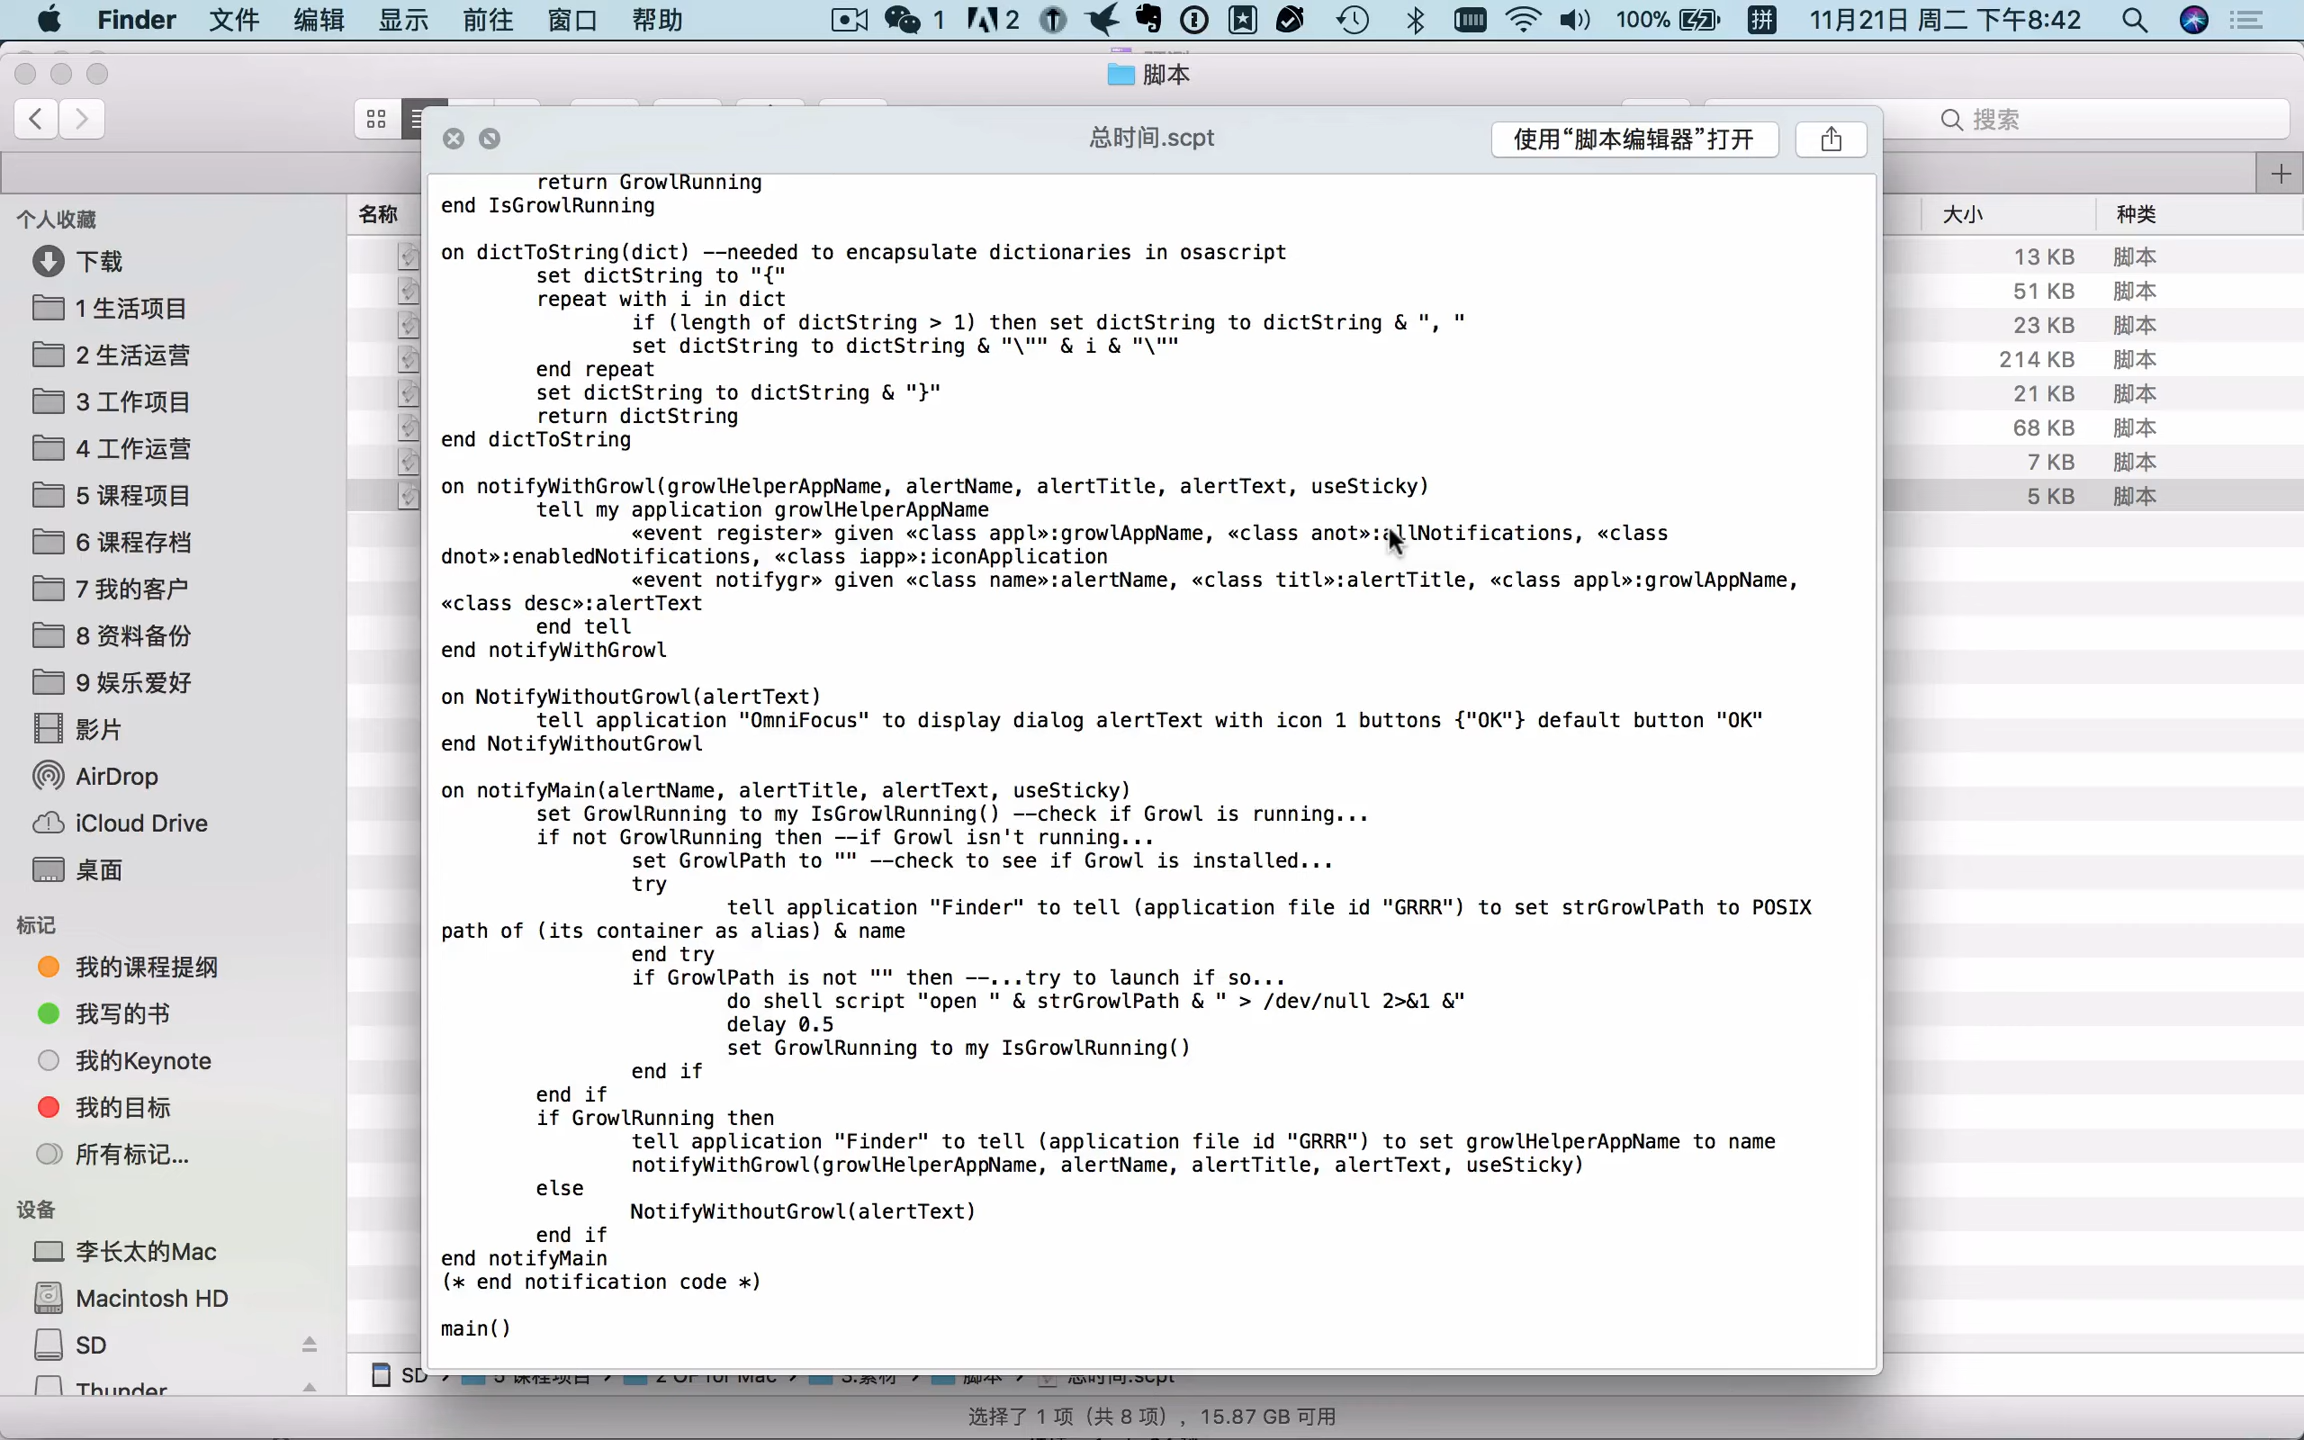 Finder 文件 编辑 显示 前往 窗口 帮助 1 2 100% 拼 11月21日 周二 下午8:42
脚本
搜索
总时间.scpt
使用“脚本编辑器”打开
个人收藏
下载
1 生活项目
2 生活运营
3 工作项目
4 工作运营
5 课程项目
6 课程存档
7 我的客户
8 资料备份
9 娱乐爱好
影片
AirDrop
iCloud Drive
桌面
标记
我的课程提纲
我写的书
我的Keynote
我的目标
所有标记...
设备
李长太的Mac
Macintosh HD
SD
Thunder
名称
return GrowlRunning
end IsGrowlRunning
on dictToString(dict) --needed to encapsulate dictionaries in osascript
set dictString to "{"
repeat with i in dict
if (length of dictString > 1) then set dictString to dictString & ", "
set dictString to dictString & "\"" & i & "\""
end repeat
set dictString to dictString & "}"
return dictString
end dictToString
on notifyWithGrowl(growlHelperAppName, alertName, alertTitle, alertText, useSticky)
tell my application growlHelperAppName
«event register» given «class appl»:growlAppName, «class anot»:allNotifications, «class
dnot»:enabledNotifications, «class iapp»:iconApplication
«event notifygr» given «class name»:alertName, «class titl»:alertTitle, «class appl»:growlAppName,
«class desc»:alertText
end tell
end notifyWithGrowl
on NotifyWithoutGrowl(alertText)
tell application "OmniFocus" to display dialog alertText with icon 1 buttons {"OK"} default button "OK"
end NotifyWithoutGrowl
on notifyMain(alertName, alertTitle, alertText, useSticky)
set GrowlRunning to my IsGrowlRunning() --check if Growl is running...
if not GrowlRunning then --if Growl isn't running...
set GrowlPath to "" --check to see if Growl is installed...
try
tell application "Finder" to tell (application file id "GRRR") to set strGrowlPath to POSIX
path of (its container as alias) & name
end try
if GrowlPath is not "" then --...try to launch if so...
do shell script "open " & strGrowlPath & " > /dev/null 2>&1 &"
delay 0.5
set GrowlRunning to my IsGrowlRunning()
end if
end if
if GrowlRunning then
tell application "Finder" to tell (application file id "GRRR") to set growlHelperAppName to name
notifyWithGrowl(growlHelperAppName, alertName, alertTitle, alertText, useSticky)
else
NotifyWithoutGrowl(alertText)
end if
end notifyMain
(* end notification code *)
main()
大小 种类
13 KB 脚本
51 KB 脚本
23 KB 脚本
214 KB 脚本
21 KB 脚本
68 KB 脚本
7 KB 脚本
5 KB 脚本
SD › 5 课程项目 › 2 OF for Mac › 3.素材 › 脚本 › 总时间.scpt
选择了 1 项（共 8 项）, 15.87 GB 可用